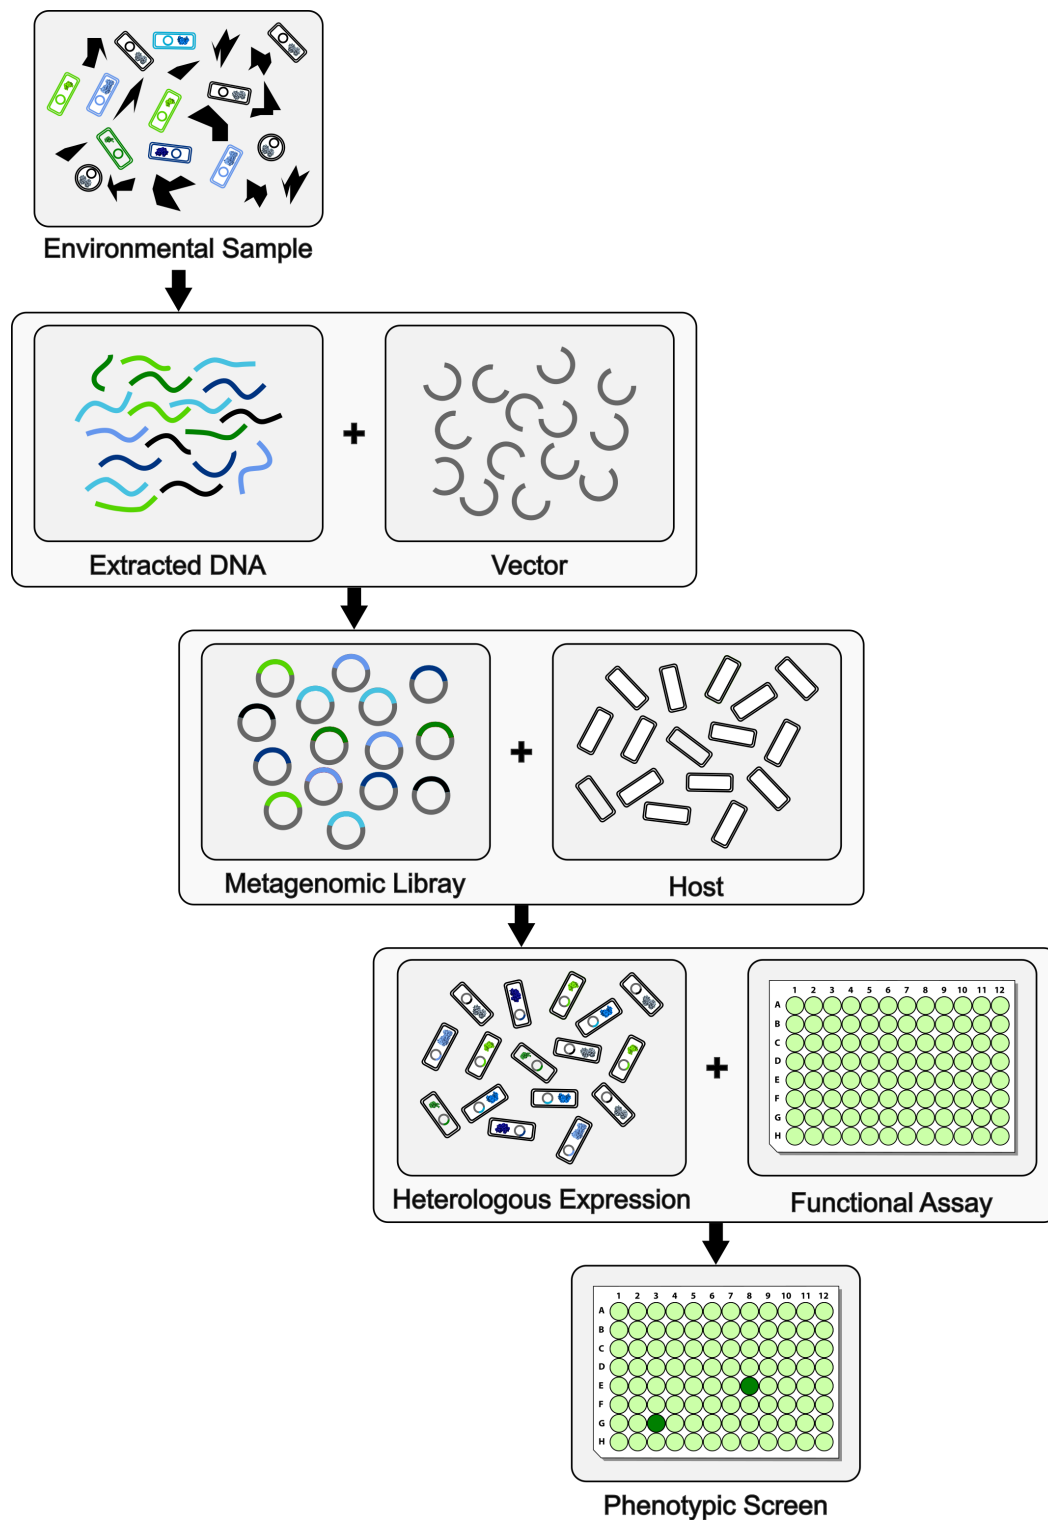 Environmental Sample
+
Extracted DNA
Vector
+
Metagenomic Libray
Host
1 2 3 4 5 6 7 8 9 10 11 12
A
B
C
D
E
F
G
H
+
Heterologous Expression
Functional Assay
1 2 3 4 5 6 7 8 9 10 11 12
A
B
C
D
E
F
G
H
Phenotypic Screen